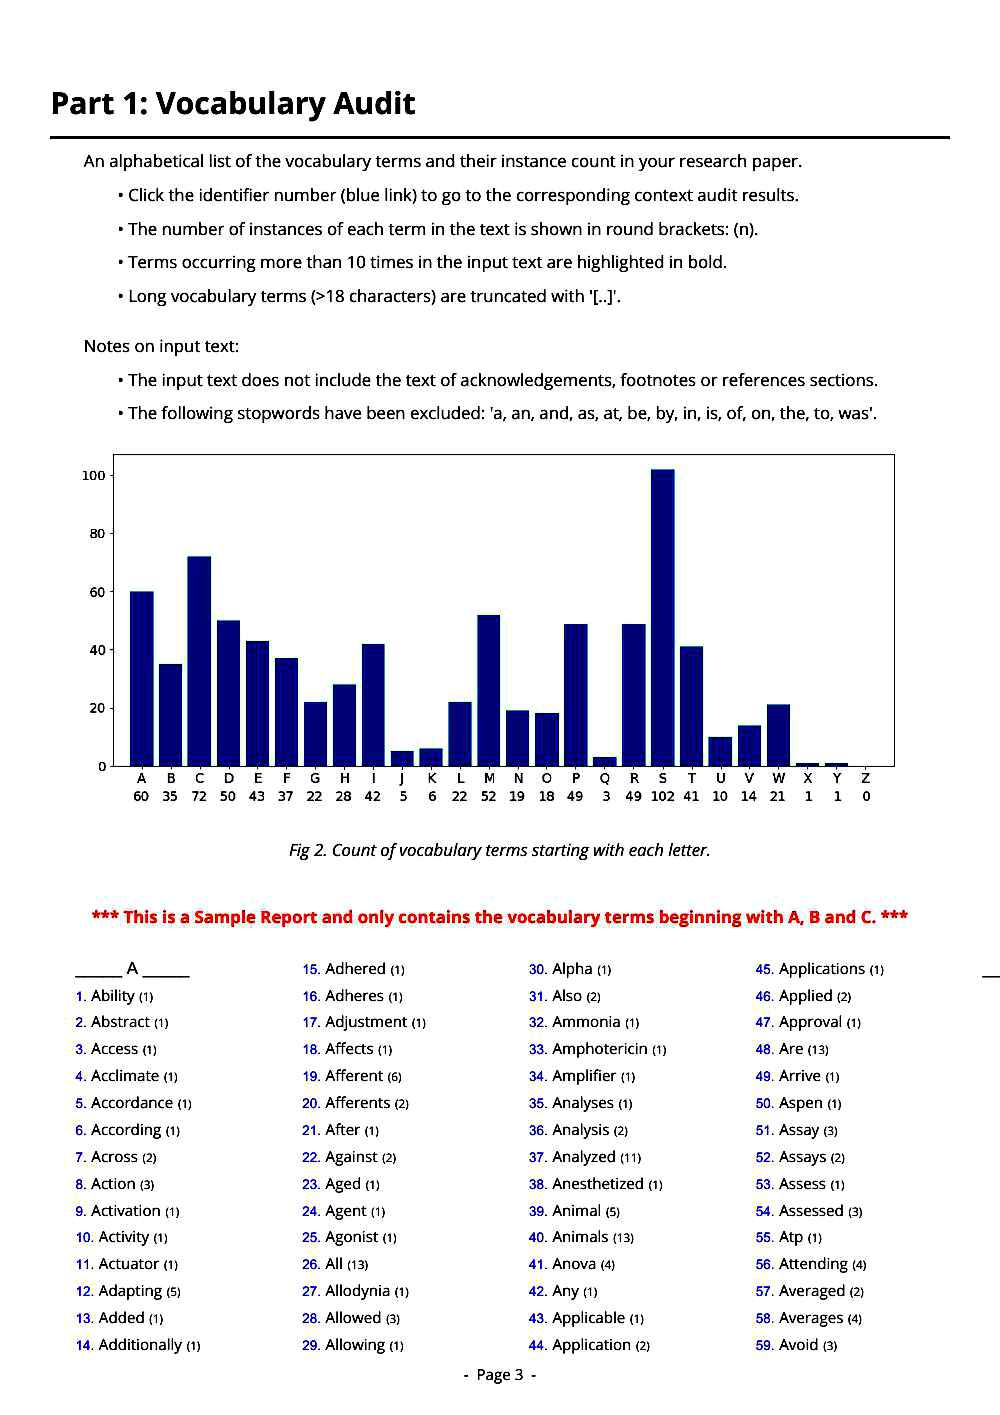 Part 1: Vocabulary Audit
An alphabetical list of the vocabulary terms and their instance count in your research paper.
• Click the identifier number (blue link) to go to the corresponding context audit results.
• The number of instances of each term in the text is shown in round brackets: (n).
• Terms occurring more than 10 times in the input text are highlighted in bold.
• Long vocabulary terms (>18 characters) are truncated with '[..]'.
Notes on input text:
• The input text does not include the text of acknowledgements, footnotes or references sections.
• The following stopwords have been excluded: 'a, an, and, as, at, be, by, in, is, of, on, the, to, was'.
100
80
60
40
20
0
A B C D E F G H I J K L M N O P Q R S T U V W X Y Z
60 35 72 50 43 37 22 28 42 5 6 22 52 19 18 49 3 49 102 41 10 14 21 1 1 0
Fig 2. Count of vocabulary terms starting with each letter.
*** This is a Sample Report and only contains the vocabulary terms beginning with A, B and C. ***
______ A ______
1. Ability (1)
2. Abstract (1)
3. Access (1)
4. Acclimate (1)
5. Accordance (1)
6. According (1)
7. Across (2)
8. Action (3)
9. Activation (1)
10. Activity (1)
11. Actuator (1)
12. Adapting (5)
13. Added (1)
14. Additionally (1)
15. Adhered (1)
16. Adheres (1)
17. Adjustment (1)
18. Affects (1)
19. Afferent (6)
20. Afferents (2)
21. After (1)
22. Against (2)
23. Aged (1)
24. Agent (1)
25. Agonist (1)
26. All (13)
27. Allodynia (1)
28. Allowed (3)
29. Allowing (1)
30. Alpha (1)
31. Also (2)
32. Ammonia (1)
33. Amphotericin (1)
34. Amplifier (1)
35. Analyses (1)
36. Analysis (2)
37. Analyzed (11)
38. Anesthetized (1)
39. Animal (5)
40. Animals (13)
41. Anova (4)
42. Any (1)
43. Applicable (1)
44. Application (2)
45. Applications (1)
46. Applied (2)
47. Approval (1)
48. Are (13)
49. Arrive (1)
50. Aspen (1)
51. Assay (3)
52. Assays (2)
53. Assess (1)
54. Assessed (3)
55. Atp (1)
56. Attending (4)
57. Averaged (2)
58. Averages (4)
59. Avoid (3)
- Page 3 -